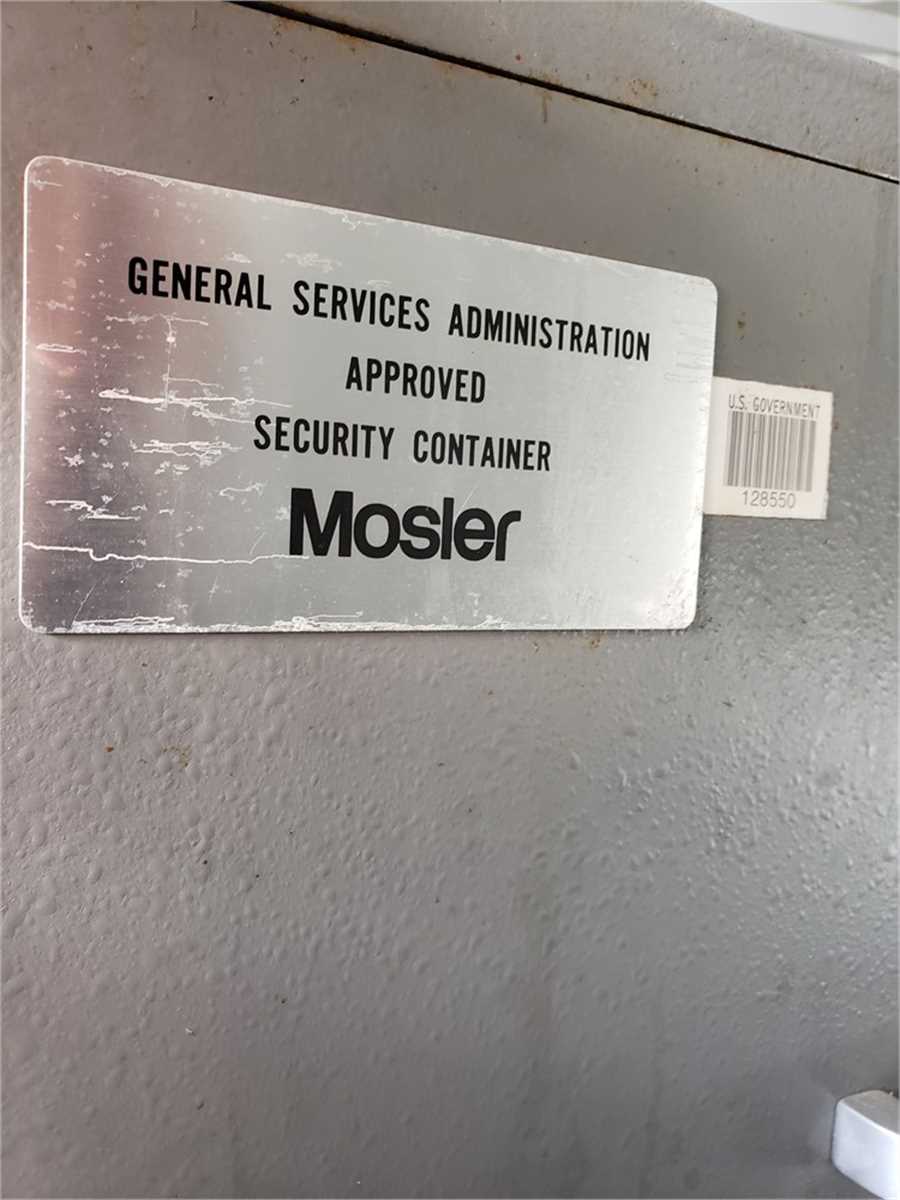 GENERAL SERVICES ADMINISTRATION
APPROVED
SECURITY CONTAINER
Mosler
U.S. GOVERNMENT
128550